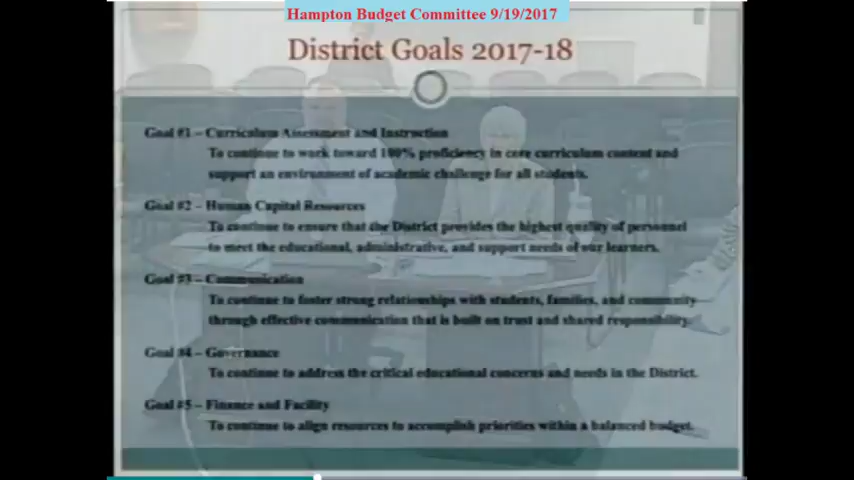 Hampton Budget Committee 9/19/2017
District Goals 2017-18
Goal #1 – Curriculum Assessment and Instruction
To continue to work toward 100% proficiency in core curriculum content and
support an environment of academic challenge for all students.
Goal #2 – Human Capital Resources
To continue to ensure that the District provides the highest quality of personnel
to meet the educational, administrative, and support needs of our learners.
Goal #3 – Communication
To continue to foster strong relationships with students, families, and community
through effective communication that is built on trust and shared responsibility.
Goal #4 – Governance
To continue to address the critical educational concerns and needs in the District.
Goal #5 – Finance and Facility
To continue to align resources to accomplish priorities within a balanced budget.